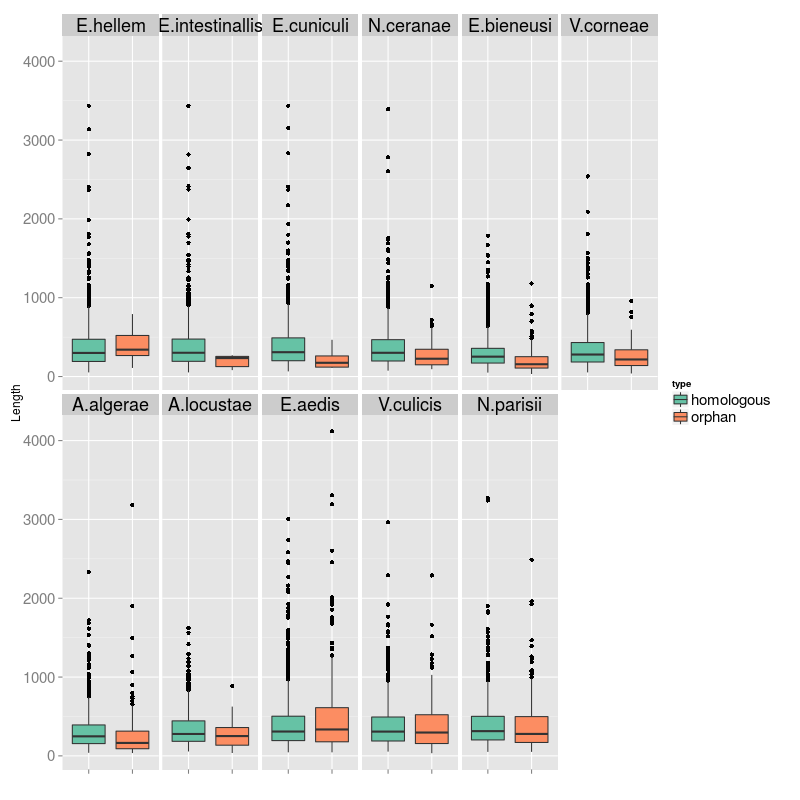 E.hellem E.intestinallis E.cuniculi N.ceranae E.bieneusi V.corneae
4000
3000
2000
1000
0
A.algerae A.locustae E.aedis V.culicis N.parisii
4000
3000
2000
1000
0
Length
type
homologous
orphan